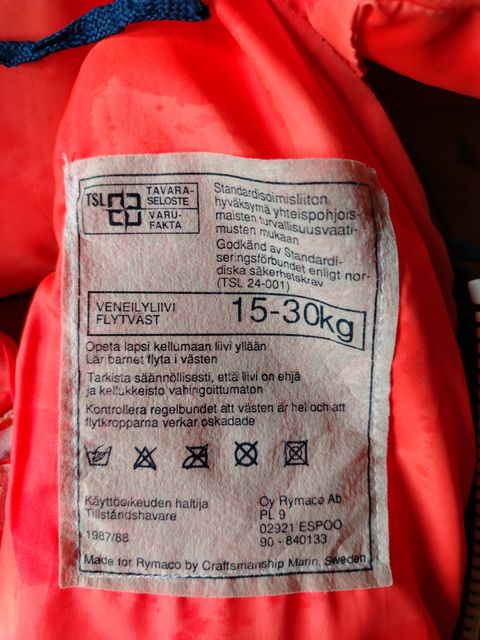 TSL
TAVARA-
SELOSTE
VARU-
FAKTA
Standardisoimisliiton
hyväksymä yhteispohjois-
maisten turvallisuusvaati-
musten mukaan
Godkänd av Standardi-
seringsförbundet enligt nor-
diska säkerhetskrav
(TSL 24-001)
VENEILYLIIVI
FLYTVÄST
15-30kg
Opeta lapsi kellumaan liivi yllään
Lär barnet flyta i västen
Tarkista säännöllisesti, että liivi on ehjä
ja kellukkeisto vahingoittumaton
Kontrollera regelbundet att västen är hel och att
flytkropparna verkar oskadade
Käyttöoikeuden haltija
Tillståndshavare
1987/88
Oy Rymaco Ab
PL 9
02921 ESPOO
90 - 840133
Made for Rymaco by Craftsmanship Marin, Sweden